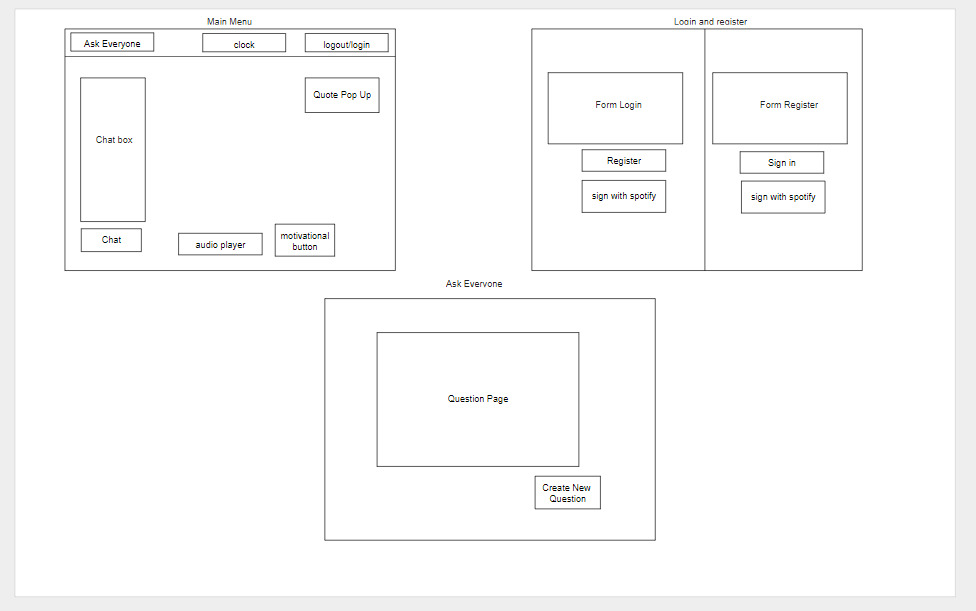 Main Menu
Ask Everyone
clock
logout/login
Quote Pop Up
Chat box
Chat
audio player
motivational
button
Login and register
Form Login
Form Register
Register
Sign in
sign with spotify
sign with spotify
Ask Everyone
Question Page
Create New
Question